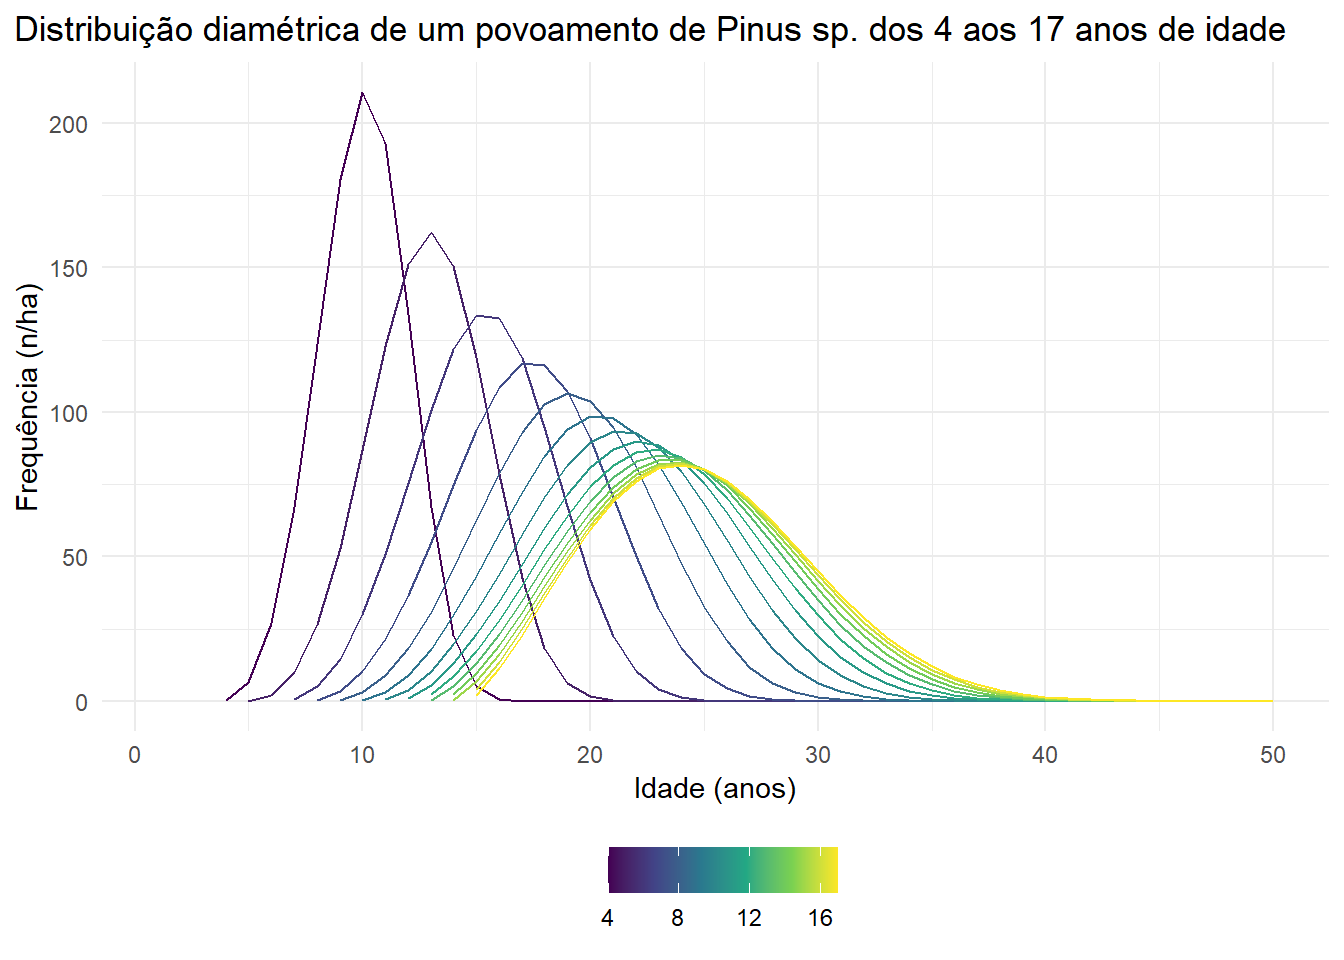 Distribuição diamétrica de um povoamento de Pinus sp. dos 4 aos 17 anos de idade
200
150
100
50
0
Frequência (n/ha)
0 10 20 30 40 50
Idade (anos)
4 8 12 16